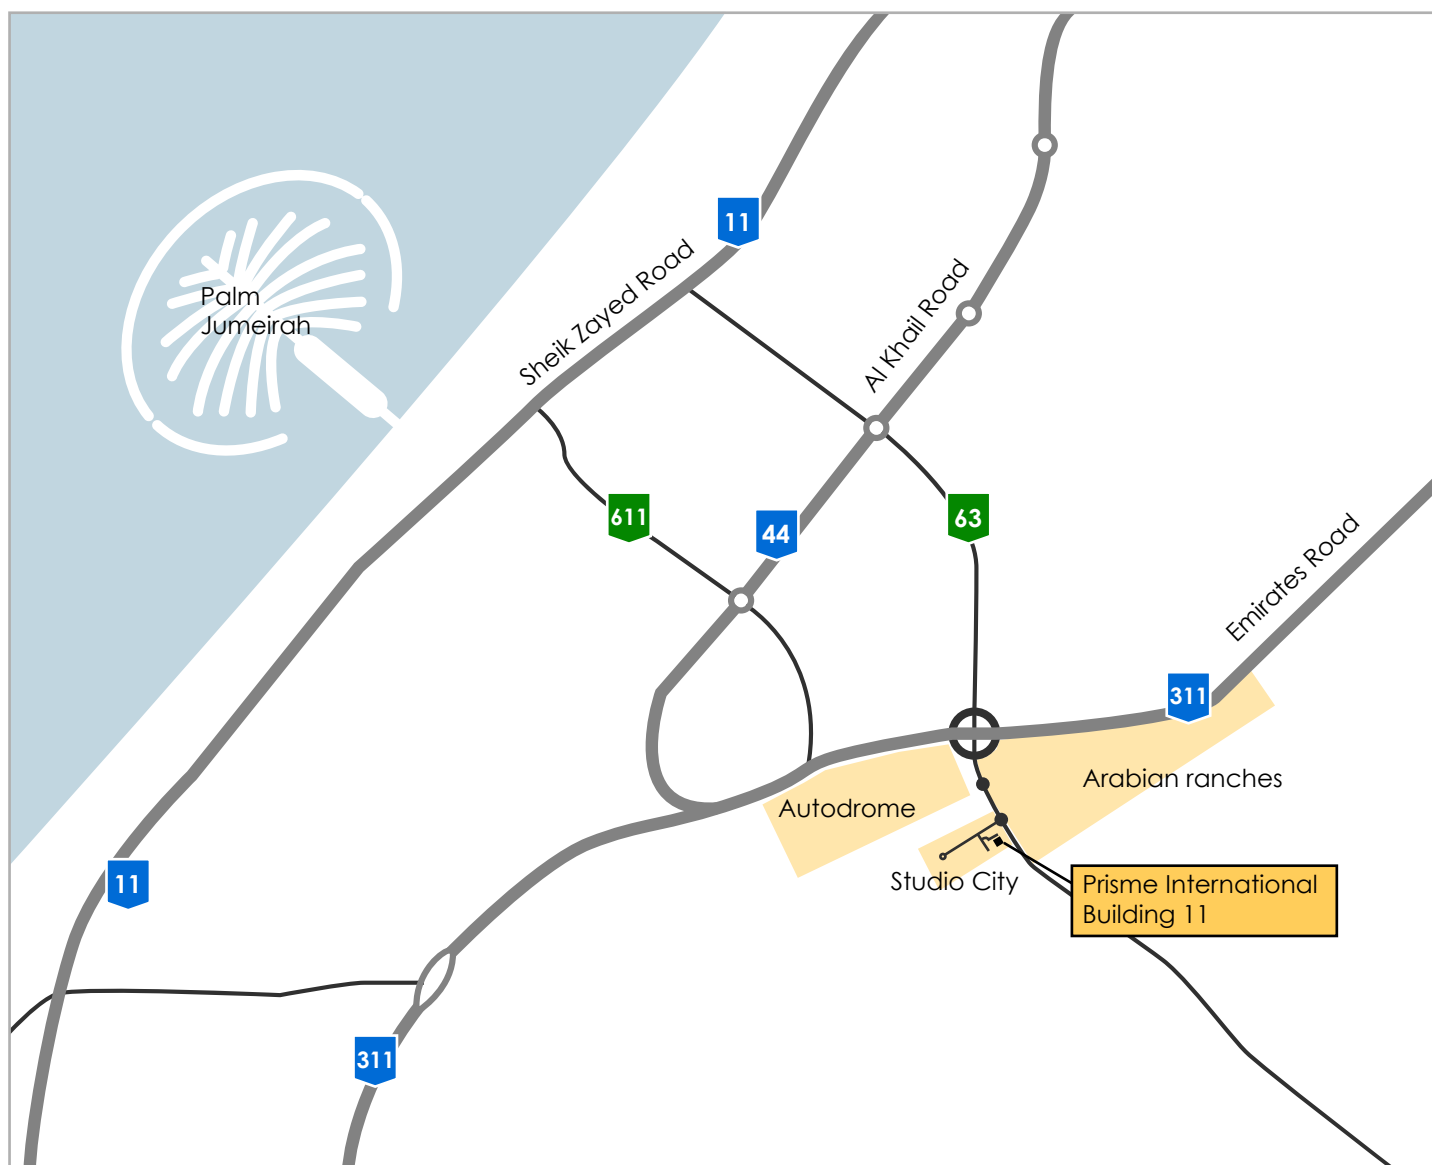 11
Sheik Zayed Road
Al Khail Road
Palm
Jumeirah
611
44
63
Emirates Road
311
Arabian ranches
Autodrome
Studio City
Prisme International
Building 11
11
311